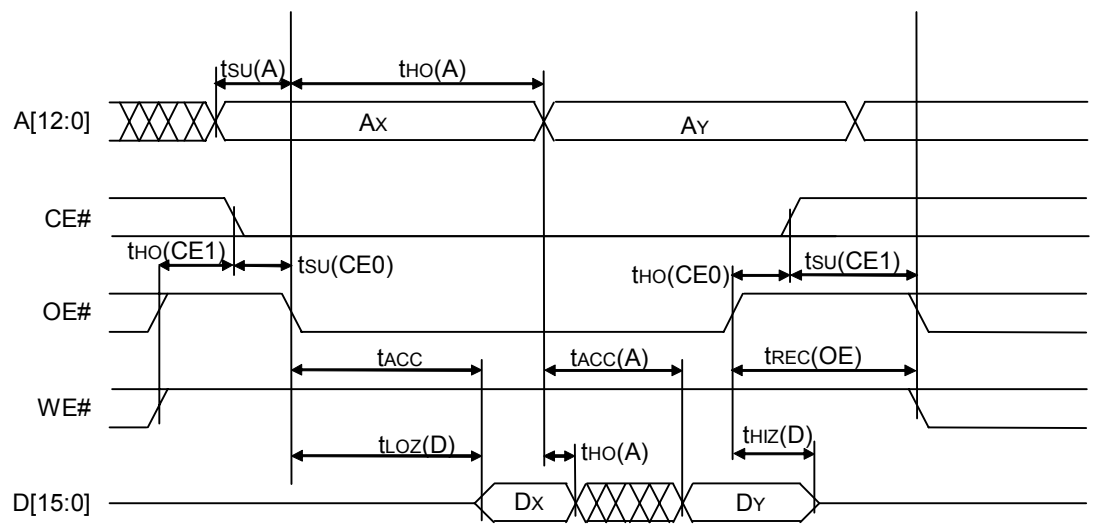 tSU(A) tHO(A)
A[12:0] AX AY
CE#
tHO(CE1) tSU(CE0) tHO(CE0) tSU(CE1)
OE#
tACC tACC(A) tREC(OE)
WE#
tLOZ(D) tHO(A) tHIZ(D)
D[15:0] DX DY